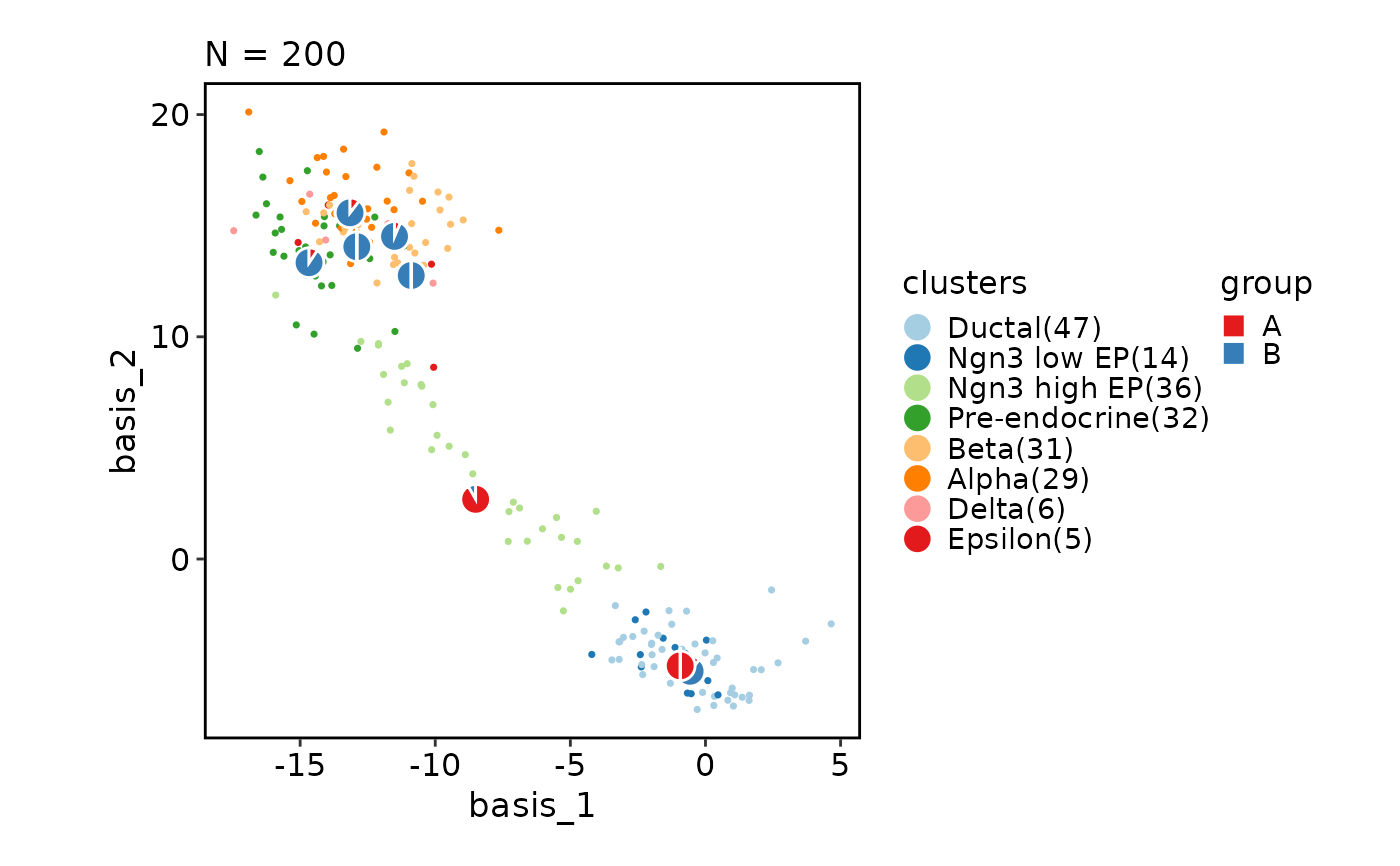 N = 200
20
10
0
basis_2
-15
-10
-5
0
5
basis_1
clusters
Ductal(47)
Ngn3 low EP(14)
Ngn3 high EP(36)
Pre-endocrine(32)
Beta(31)
Alpha(29)
Delta(6)
Epsilon(5)
group
A
B